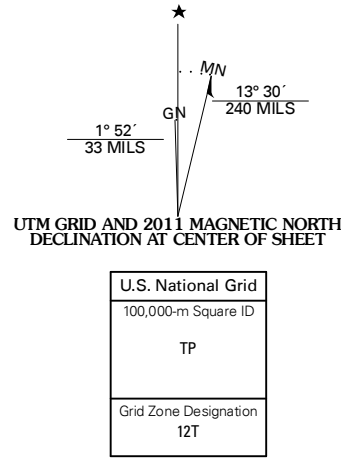 ★
MN
GN
13° 30´
240 MILS
1° 52´
33 MILS
UTM GRID AND 2011 MAGNETIC NORTH
DECLINATION AT CENTER OF SHEET
U.S. National Grid
100,000-m Square ID
TP
Grid Zone Designation
12T